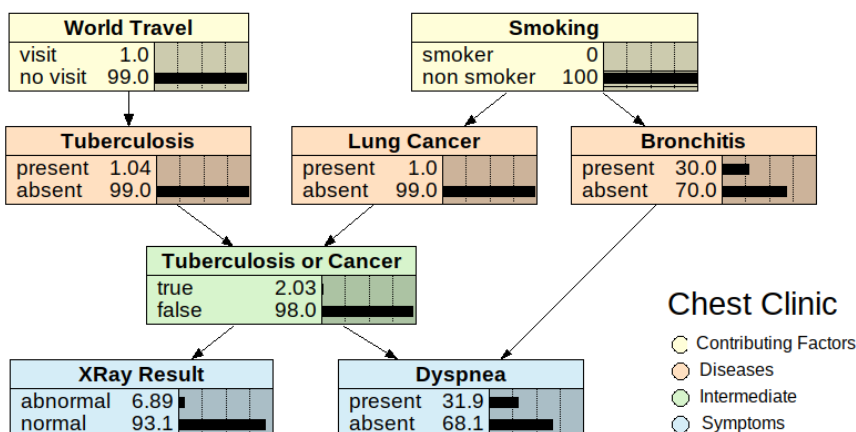 World Travel
visit 1.0
no visit 99.0
Smoking
smoker 0
non smoker 100
Tuberculosis
present 1.04
absent 99.0
Lung Cancer
present 1.0
absent 99.0
Bronchitis
present 30.0
absent 70.0
Tuberculosis or Cancer
true 2.03
false 98.0
XRay Result
abnormal 6.89
normal 93.1
Dyspnea
present 31.9
absent 68.1
Chest Clinic
Contributing Factors
Diseases
Intermediate
Symptoms